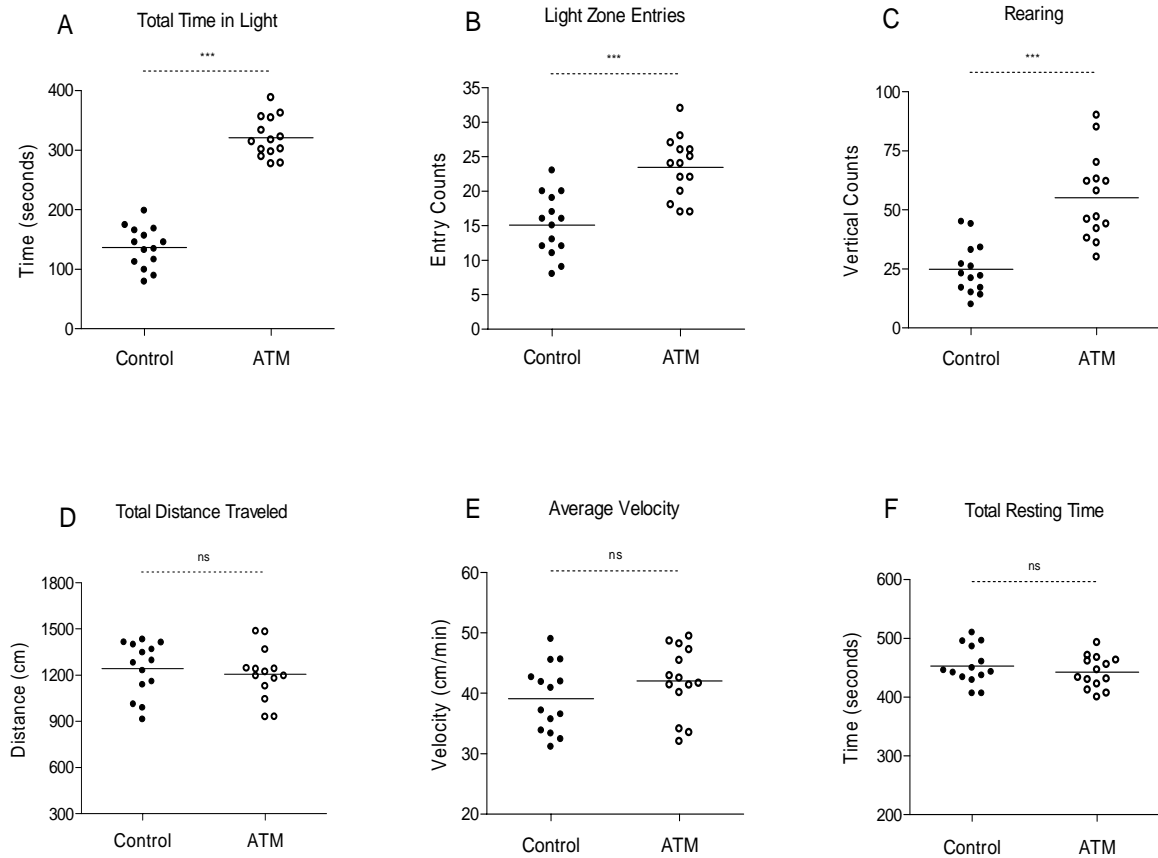 A
Total Time in Light
***
Time (seconds)
400
300
200
100
0
Control
ATM
B
Light Zone Entries
***
Entry Counts
35
30
25
20
15
10
5
0
Control
ATM
C
Rearing
***
Vertical Counts
100
75
50
25
0
Control
ATM
D
Total Distance Traveled
ns
Distance (cm)
1800
1500
1200
900
600
300
Control
ATM
E
Average Velocity
ns
Velocity (cm/min)
60
50
40
30
20
Control
ATM
F
Total Resting Time
ns
Time (seconds)
600
500
400
300
200
Control
ATM